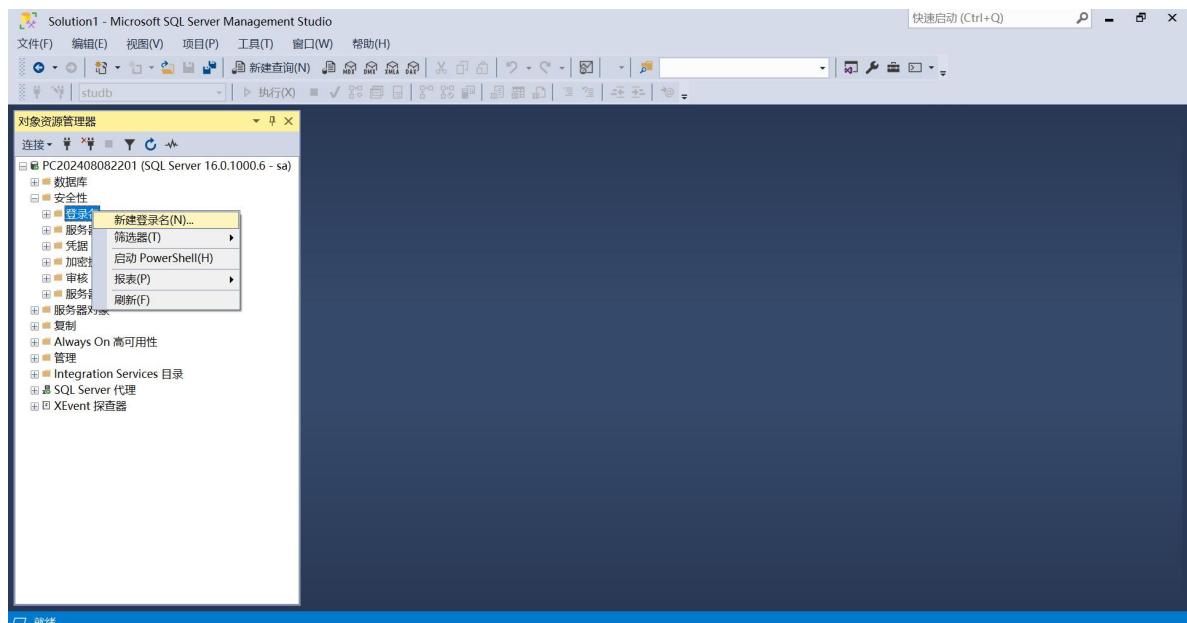 Solution1 - Microsoft SQL Server Management Studio
快速启动 (Ctrl+Q)
文件(F) 编辑(E) 视图(V) 项目(P) 工具(T) 窗口(W) 帮助(H)
新建查询(N) MDX DMX XMLA DAX
studb 执行(X)
对象资源管理器
连接
PC202408082201 (SQL Server 16.0.1000.6 - sa)
数据库
安全性
登录名
新建登录名(N)...
服务器
筛选器(T)
凭据
启动 PowerShell(H)
加密
审核
报表(P)
服务器
刷新(F)
服务器对象
复制
Always On 高可用性
管理
Integration Services 目录
SQL Server 代理
XEvent 探查器
就绪